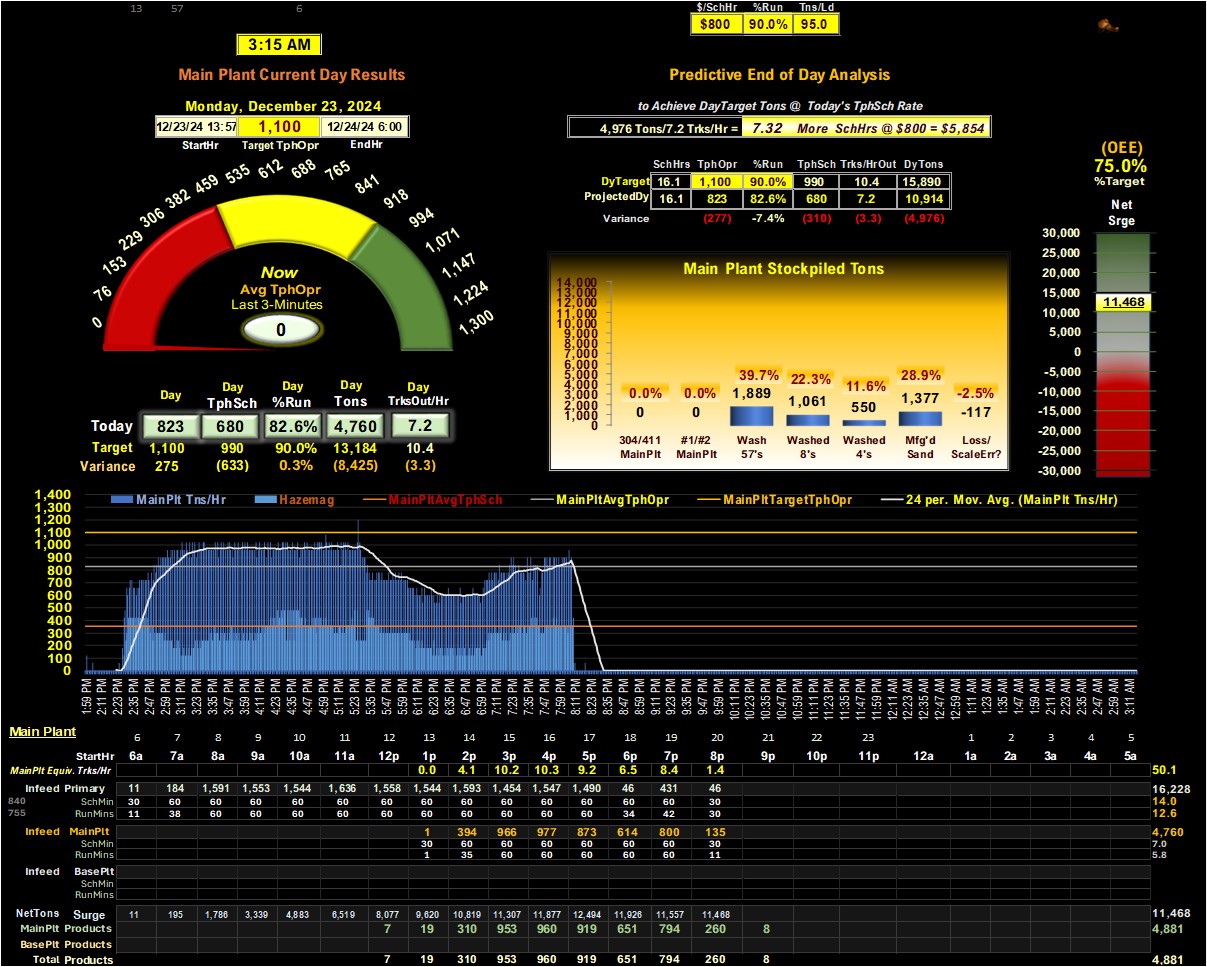 13 57 6
$/SchHr %Run Tns/Ld
$800 90.0% 95.0
3:15 AM
Main Plant Current Day Results
Predictive End of Day Analysis
Monday, December 23, 2024
to Achieve DayTarget Tons @ Today's TphSch Rate
12/23/24 13:57 1,100 12/24/24 6:00
StartHr Target TphOpr EndHr
4,976 Tons/7.2 Trks/Hr = 7.32 More SchHrs @ $800 = $5,854
(OEE)
75.0%
%Target
SchHrs TphOpr %Run TphSch Trks/HrOut DyTons
DyTarget 16.1 1,100 90.0% 990 10.4 15,890
ProjectedDy 16.1 823 82.6% 680 7.2 10,914
Variance (277) -7.4% (310) (3.3) (4,976)
0 76 153 229 306 382 459 535 612 688 765 841 918 994 1,071 1,147 1,224 1,300
Now
Avg TphOpr
Last 3-Minutes
0
Net
Srge
30,000
25,000
20,000
15,000
11,468
10,000
5,000
0
-5,000
-10,000
-15,000
-20,000
-25,000
-30,000
Main Plant Stockpiled Tons
14,000
13,000
12,000
11,000
10,000
9,000
8,000
7,000
6,000
5,000
4,000
3,000
2,000
1,000
0
0.0% 0.0% 39.7% 22.3% 11.6% 28.9% -2.5%
0 0 1,889 1,061 550 1,377 -117
304/411 #1/#2 Wash Washed Washed Mfg'd Loss/
MainPlt MainPlt 57's 8's 4's Sand ScaleErr?
Day Day Day Day Day
TphSch %Run Tons TrksOut/Hr
Today 823 680 82.6% 4,760 7.2
Target 1,100 990 90.0% 13,184 10.4
Variance 275 (633) 0.3% (8,425) (3.3)
MainPlt Tns/Hr Hazemag MainPltAvgTphSch MainPltAvgTphOpr MainPltTargetTphOpr 24 per. Mov. Avg. (MainPlt Tns/Hr)
1,400
1,300
1,200
1,100
1,000
900
800
700
600
500
400
300
200
100
0
1:59 PM 2:11 PM 2:23 PM 2:35 PM 2:47 PM 2:59 PM 3:11 PM 3:23 PM 3:35 PM 3:47 PM 3:59 PM 4:11 PM 4:23 PM 4:35 PM 4:47 PM 4:59 PM 5:11 PM 5:23 PM 5:35 PM 5:47 PM 5:59 PM 6:11 PM 6:23 PM 6:35 PM 6:47 PM 6:59 PM 7:11 PM 7:23 PM 7:35 PM 7:47 PM 7:59 PM 8:11 PM 8:23 PM 8:35 PM 8:47 PM 8:59 PM 9:11 PM 9:23 PM 9:35 PM 9:47 PM 9:59 PM 10:11 PM 10:23 PM 10:35 PM 10:47 PM 10:59 PM 11:11 PM 11:23 PM 11:35 PM 11:47 PM 11:59 PM 12:11 AM 12:23 AM 12:35 AM 12:47 AM 12:59 AM 1:11 AM 1:23 AM 1:35 AM 1:47 AM 1:59 AM 2:11 AM 2:23 AM 2:35 AM 2:47 AM 2:59 AM 3:11 AM
Main Plant
6 7 8 9 10 11 12 13 14 15 16 17 18 19 20 21 22 23 1 2 3 4 5
StartHr 6a 7a 8a 9a 10a 11a 12p 1p 2p 3p 4p 5p 6p 7p 8p 9p 10p 11p 12a 1a 2a 3a 4a 5a
MainPlt Equiv. Trks/Hr 0.0 4.1 10.2 10.3 9.2 6.5 8.4 1.4 50.1
Infeed Primary 11 184 1,591 1,553 1,544 1,636 1,558 1,544 1,593 1,454 1,547 1,490 46 431 46 16,228
840 SchMin 30 60 60 60 60 60 60 60 60 60 60 60 60 60 30 14.0
755 RunMins 11 38 60 60 60 60 60 60 60 60 60 60 34 42 30 12.6
Infeed MainPlt 1 394 966 977 873 614 800 135 4,760
SchMin 30 60 60 60 60 60 60 30 7.0
RunMins 1 35 60 60 60 60 60 11 5.8
Infeed BasePlt
SchMin
RunMins
NetTons Surge 11 195 1,786 3,339 4,883 6,519 8,077 9,620 10,819 11,307 11,877 12,494 11,926 11,557 11,468 11,468
MainPlt Products 7 19 310 953 960 919 651 794 260 8 4,881
BasePlt Products
Total Products 7 19 310 953 960 919 651 794 260 8 4,881